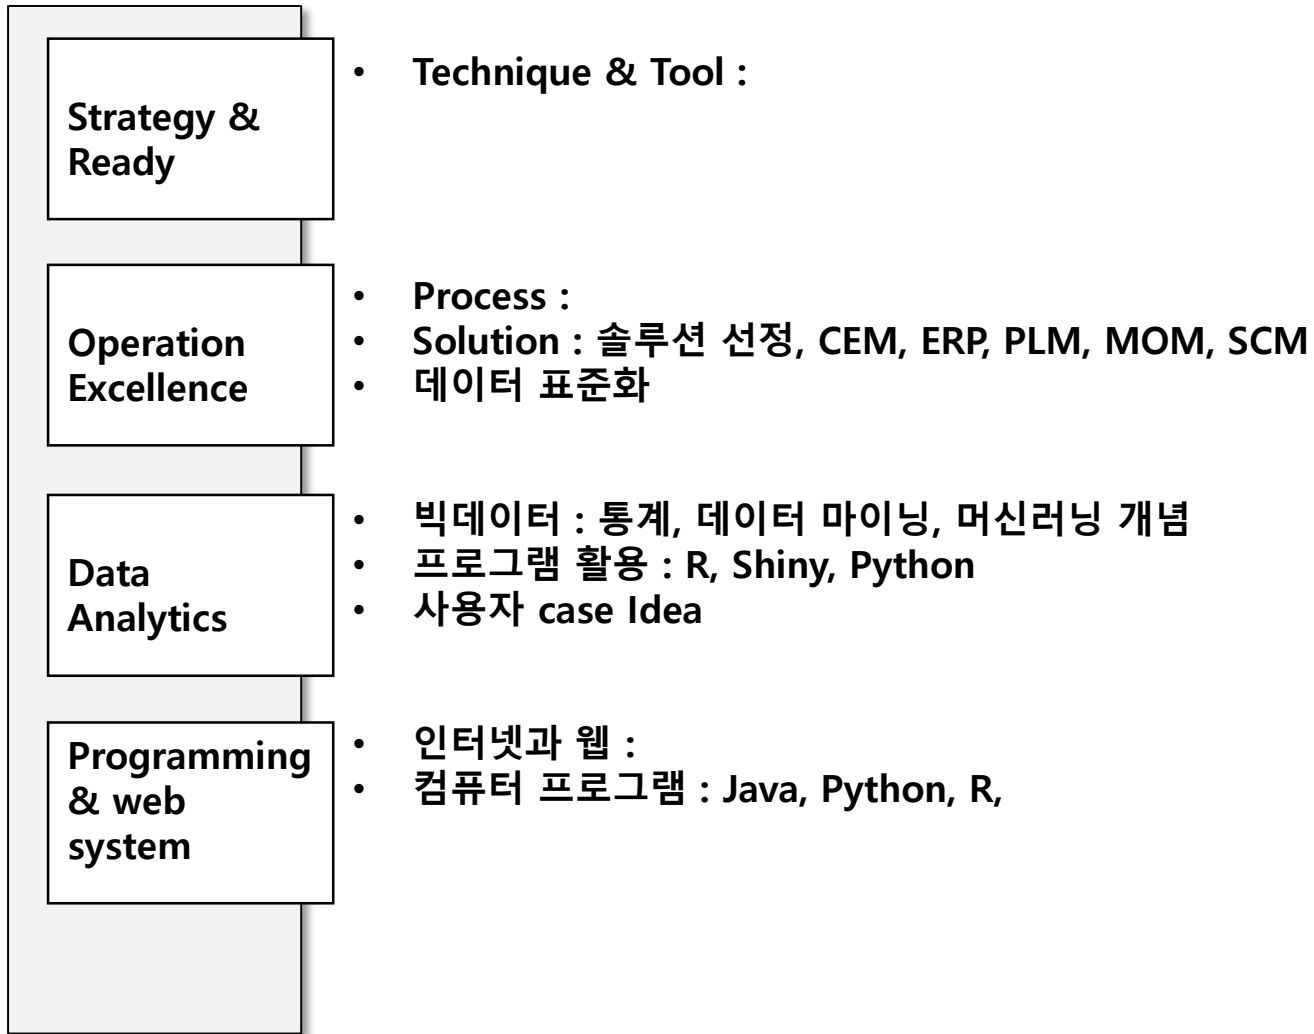 Strategy &
Ready
• Technique & Tool :
Operation
Excellence
• Process :
• Solution : 솔루션 선정, CEM, ERP, PLM, MOM, SCM
• 데이터 표준화
Data
Analytics
• 빅데이터 : 통계, 데이터 마이닝, 머신러닝 개념
• 프로그램 활용 : R, Shiny, Python
• 사용자 case Idea
Programming
& web
system
• 인터넷과 웹 :
• 컴퓨터 프로그램 : Java, Python, R,